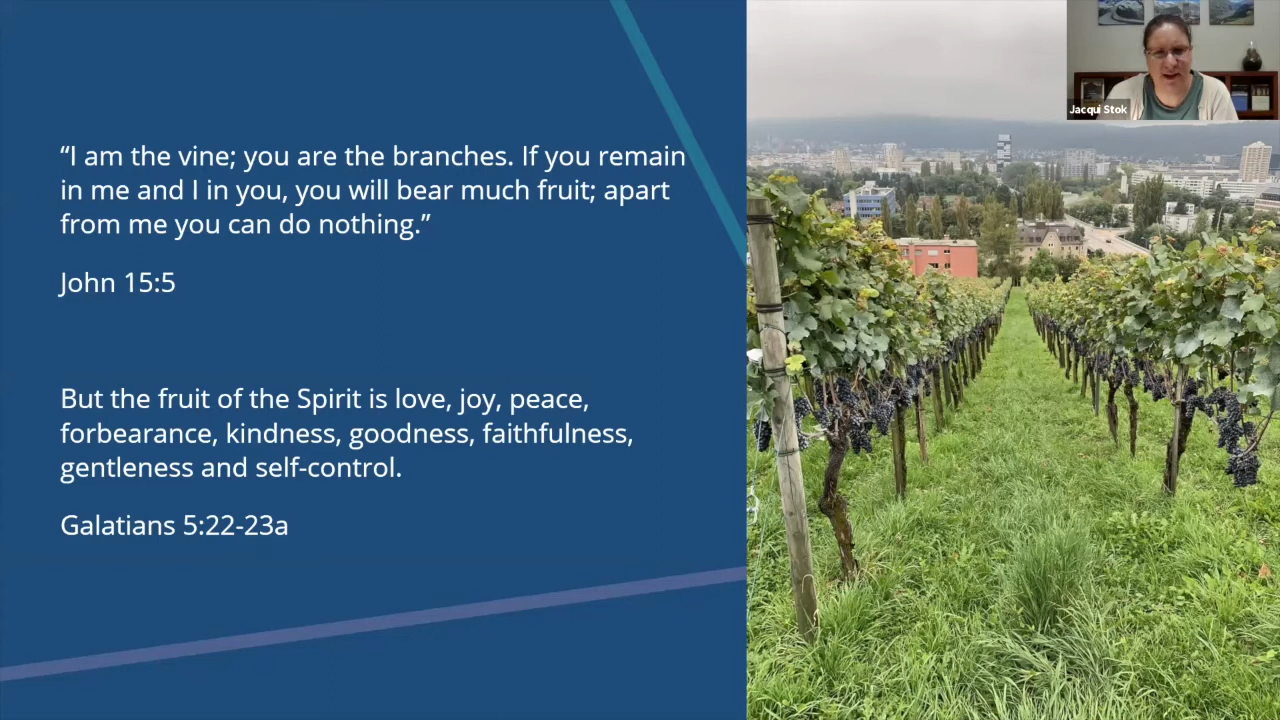 “I am the vine; you are the branches. If you remain
in me and I in you, you will bear much fruit; apart
from me you can do nothing.”
John 15:5
But the fruit of the Spirit is love, joy, peace,
forbearance, kindness, goodness, faithfulness,
gentleness and self-control.
Galatians 5:22-23a
Jacqui Stok